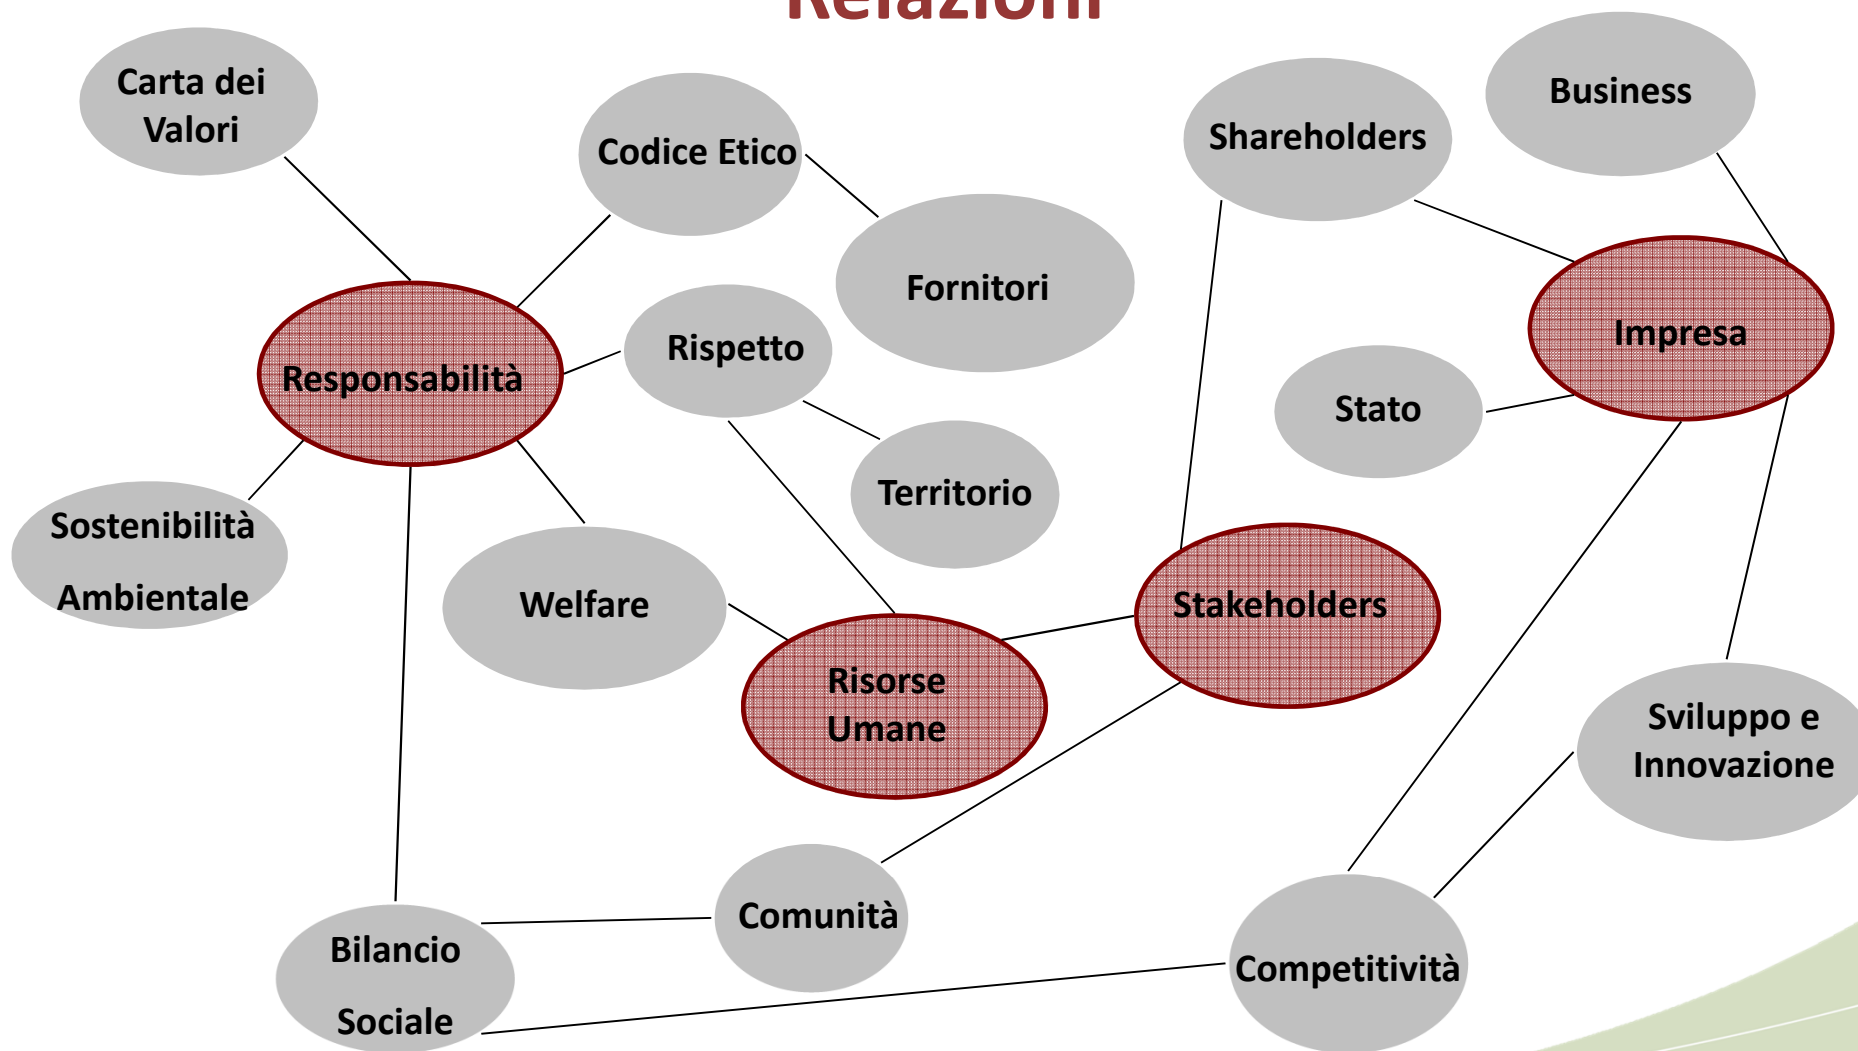 Relazioni
Carta dei
Valori
Codice Etico
Shareholders
Business
Fornitori
Responsabilità
Rispetto
Impresa
Stato
Territorio
Sostenibilità
Ambientale
Welfare
Stakeholders
Risorse
Umane
Sviluppo e
Innovazione
Comunità
Bilancio
Sociale
Competitività